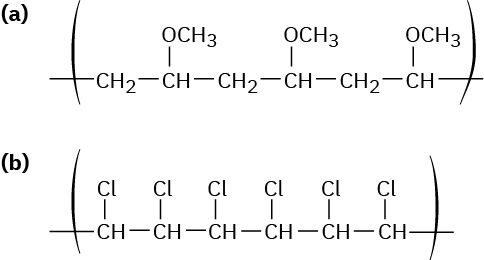 (a)
OCH₃ OCH₃ OCH₃
CH₂—CH—CH₂—CH—CH₂—CH
(b)
Cl Cl Cl Cl Cl Cl
CH—CH—CH—CH—CH—CH